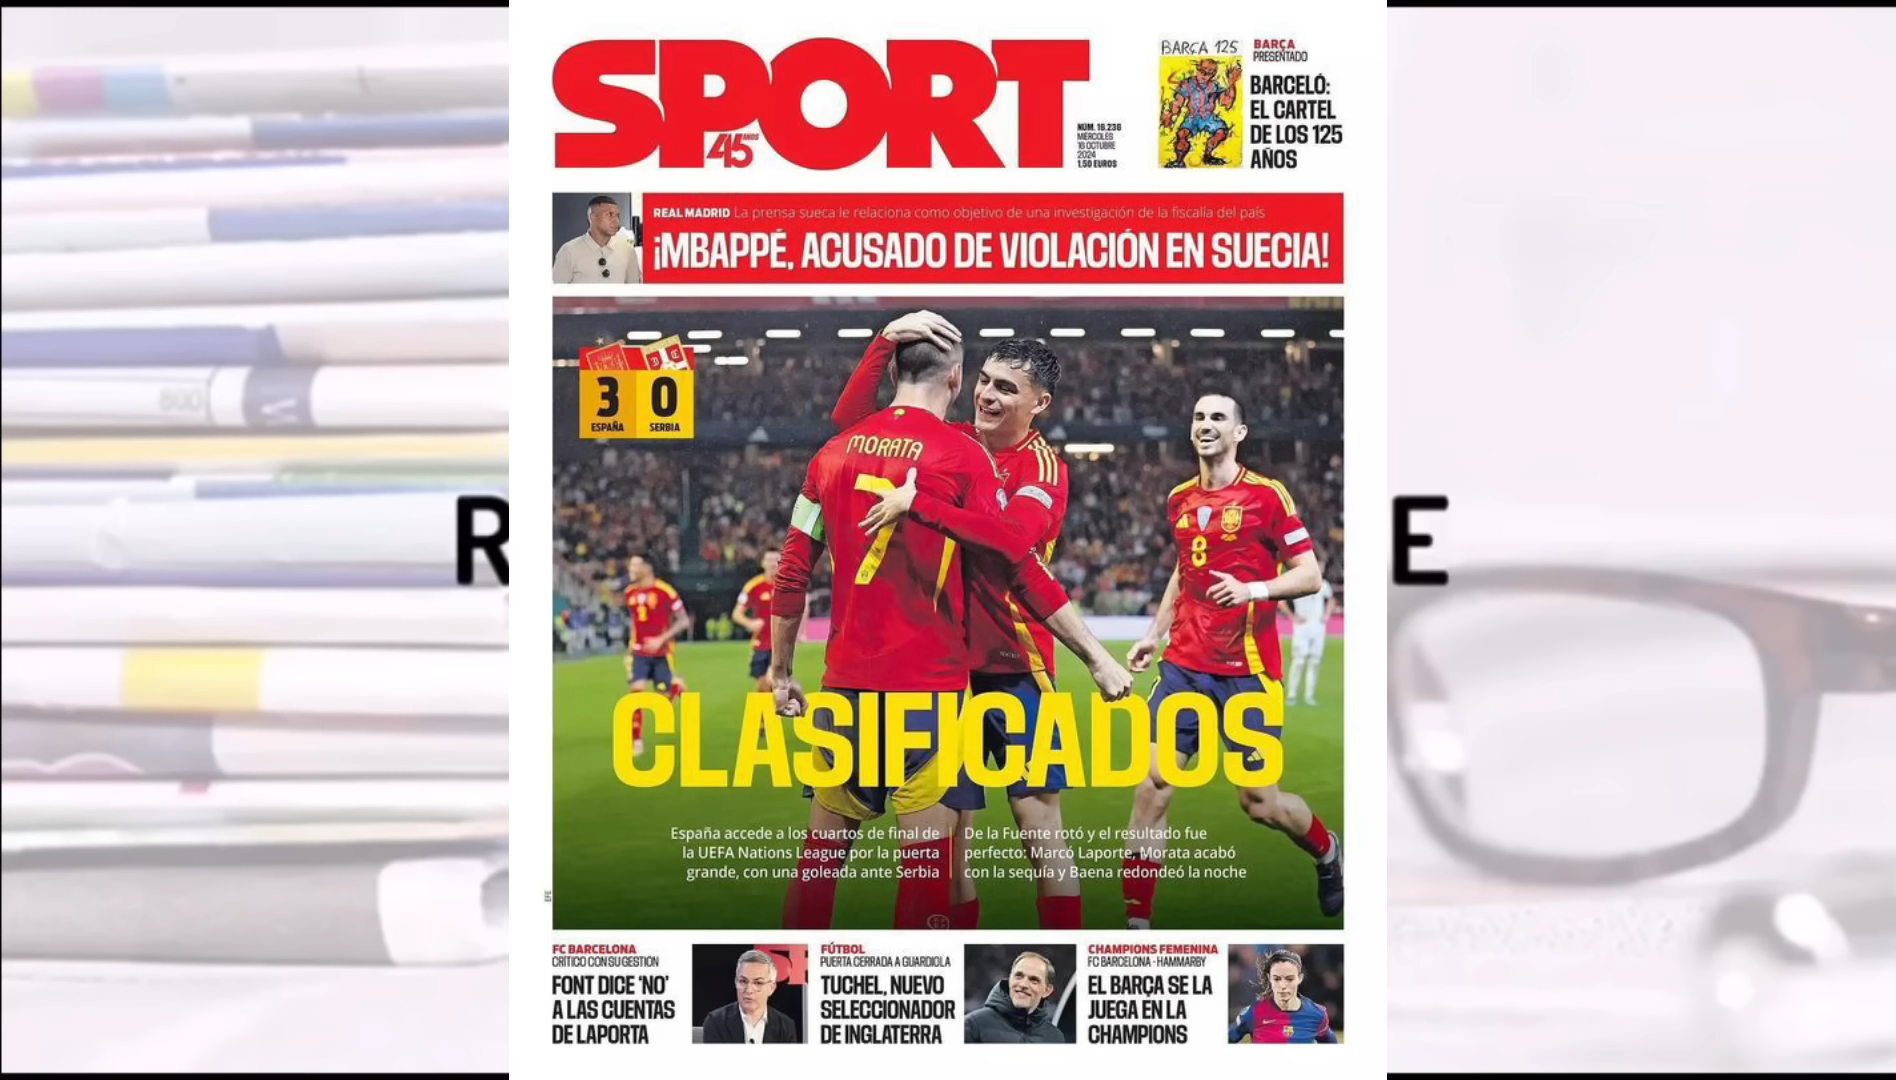 SPORT
45 AÑOS
NÚM. 16.236
MIÉRCOLES
16 OCTUBRE
2024
1,50 EUROS
BARÇA 125
BARÇA
PRESENTADO
BARCELÓ:
EL CARTEL
DE LOS 125
AÑOS
REAL MADRID La prensa sueca le relaciona como objetivo de una investigación de la fiscalía del país
¡MBAPPÉ, ACUSADO DE VIOLACIÓN EN SUECIA!
3 0
ESPAÑA SERBIA
MORATA
7
8
R
E
CLASIFICADOS
España accede a los cuartos de final de
la UEFA Nations League por la puerta
grande, con una goleada ante Serbia
De la Fuente rotó y el resultado fue
perfecto: Marcó Laporte, Morata acabó
con la sequía y Baena redondeó la noche
EFE
FC BARCELONA
CRÍTICO CON SU GESTIÓN
FONT DICE ‘NO’
A LAS CUENTAS
DE LAPORTA
FÚTBOL
PUERTA CERRADA A GUARDIOLA
TUCHEL, NUEVO
SELECCIONADOR
DE INGLATERRA
CHAMPIONS FEMENINA
FC BARCELONA - HAMMARBY
EL BARÇA SE LA
JUEGA EN LA
CHAMPIONS